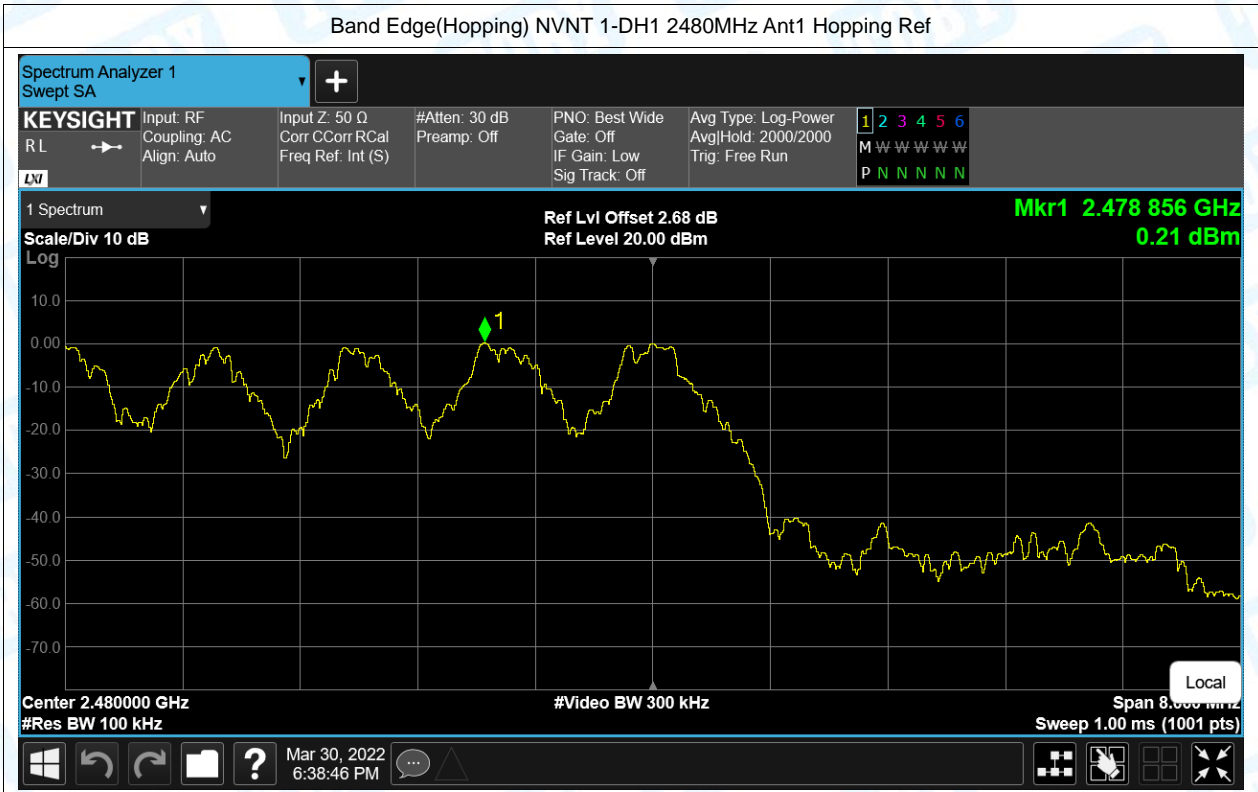 Band Edge(Hopping) NVNT 1-DH1 2480MHz Ant1 Hopping Ref
Spectrum Analyzer 1
Swept SA
KEYSIGHT
R L
LXI
Input: RF
Coupling: AC
Align: Auto
Input Z: 50 Ω
Corr CCorr RCal
Freq Ref: Int (S)
#Atten: 30 dB
Preamp: Off
PNO: Best Wide
Gate: Off
IF Gain: Low
Sig Track: Off
Avg Type: Log-Power
Avg|Hold: 2000/2000
Trig: Free Run
1 2 3 4 5 6
M W W W W W
P N N N N N
1 Spectrum
Scale/Div 10 dB
Ref Lvl Offset 2.68 dB
Ref Level 20.00 dBm
Mkr1 2.478 856 GHz
0.21 dBm
Log
10.0
0.00
-10.0
-20.0
-30.0
-40.0
-50.0
-60.0
-70.0
1
Local
Center 2.480000 GHz
#Res BW 100 kHz
#Video BW 300 kHz
Span 8.000 MHz
Sweep 1.00 ms (1001 pts)
?
Mar 30, 2022
6:38:46 PM